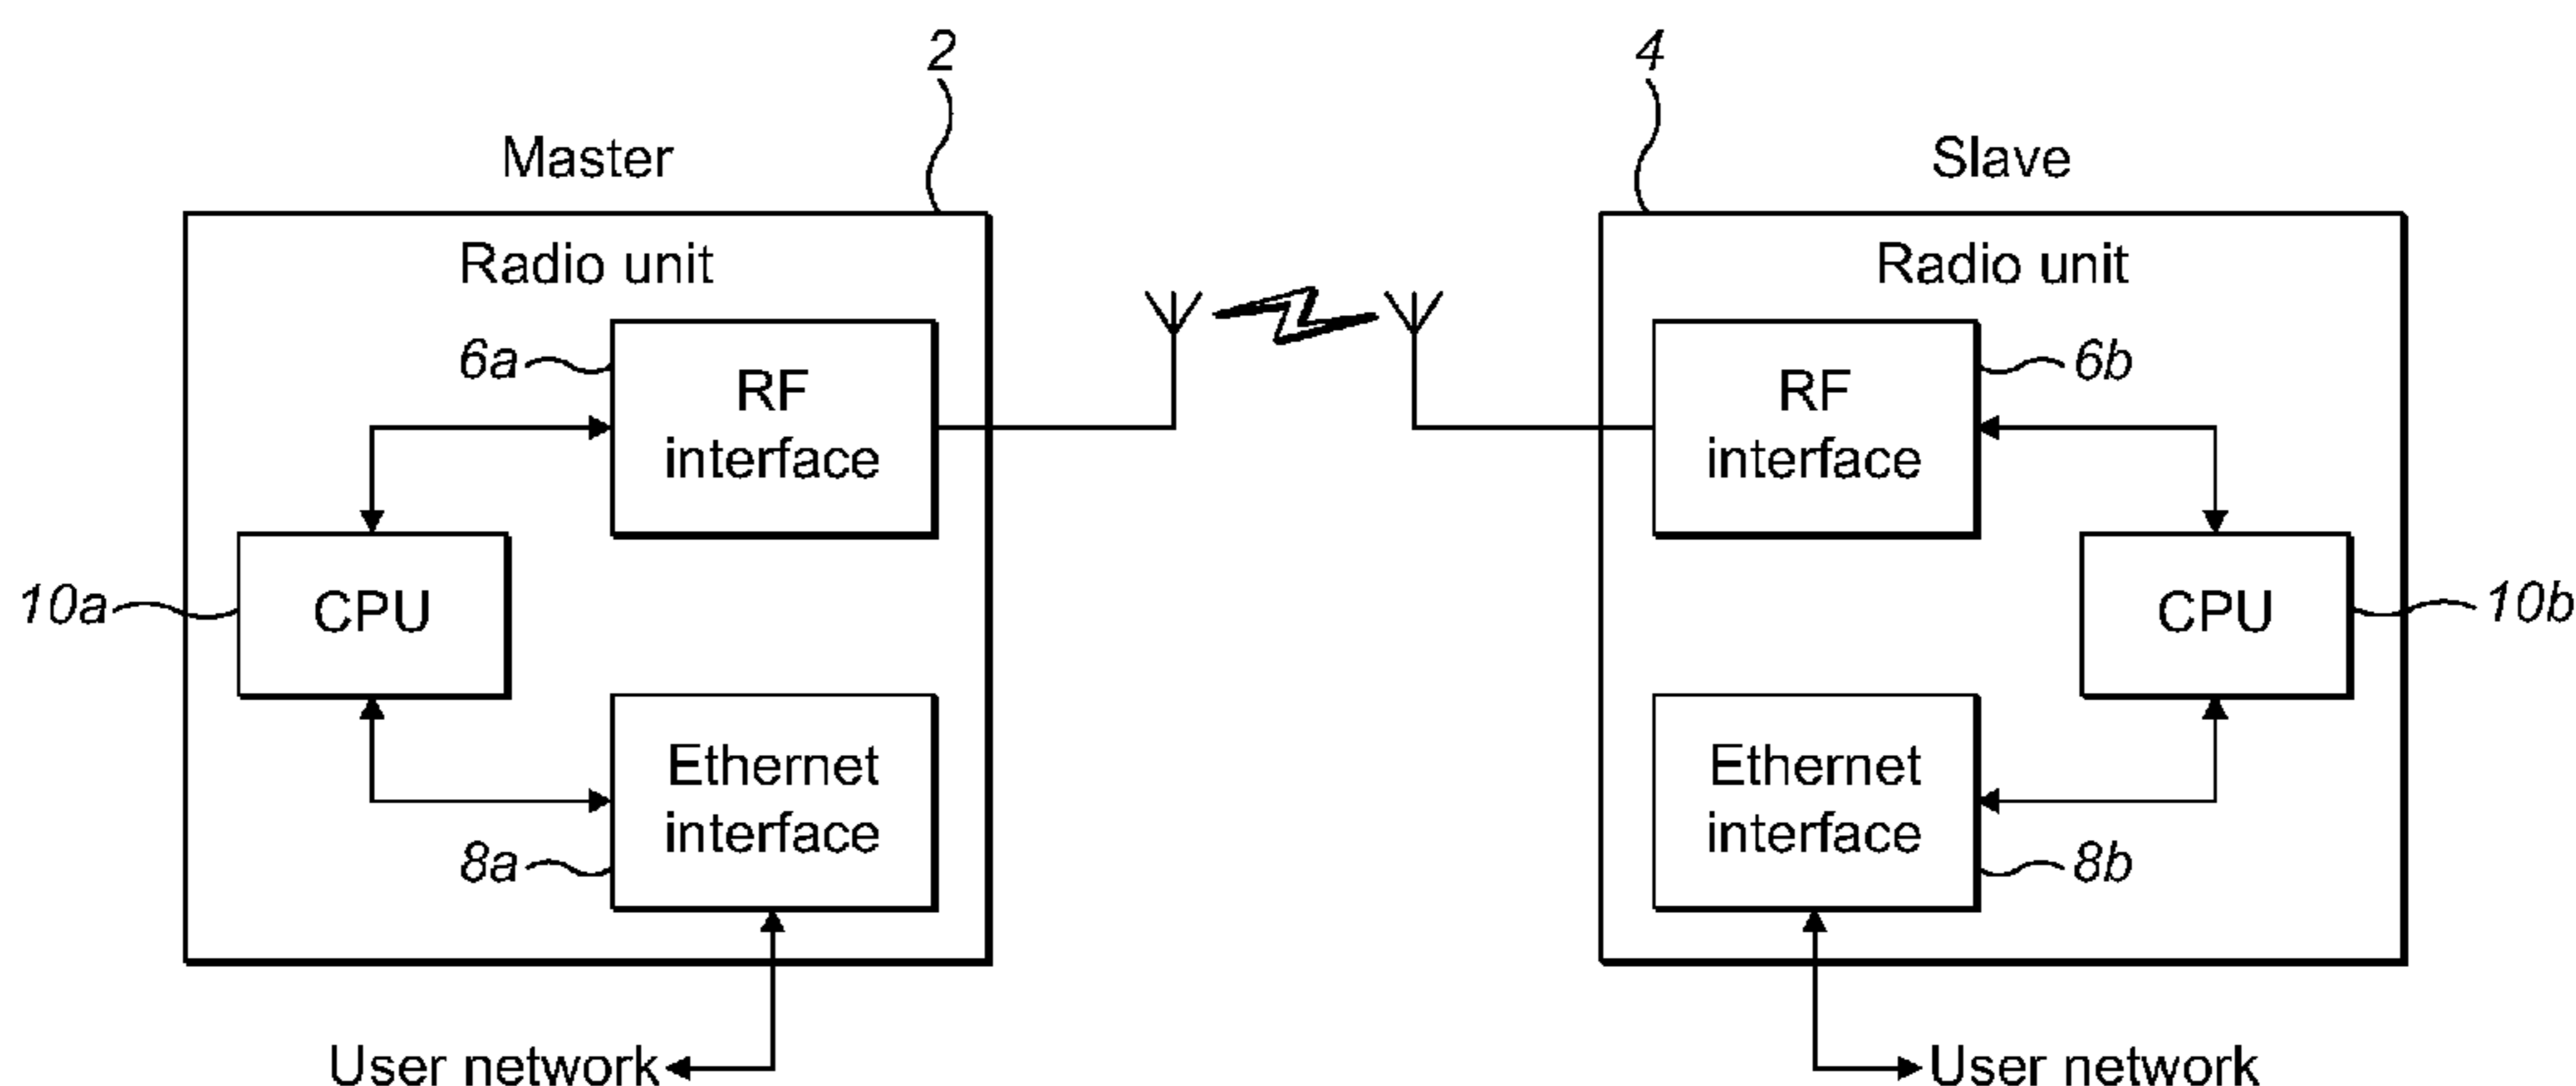 2
4
Master
Slave
Radio unit
Radio unit
6a
RF
interface
RF
interface
6b
10a
CPU
CPU
10b
Ethernet
interface
8a
Ethernet
interface
8b
User network
User network